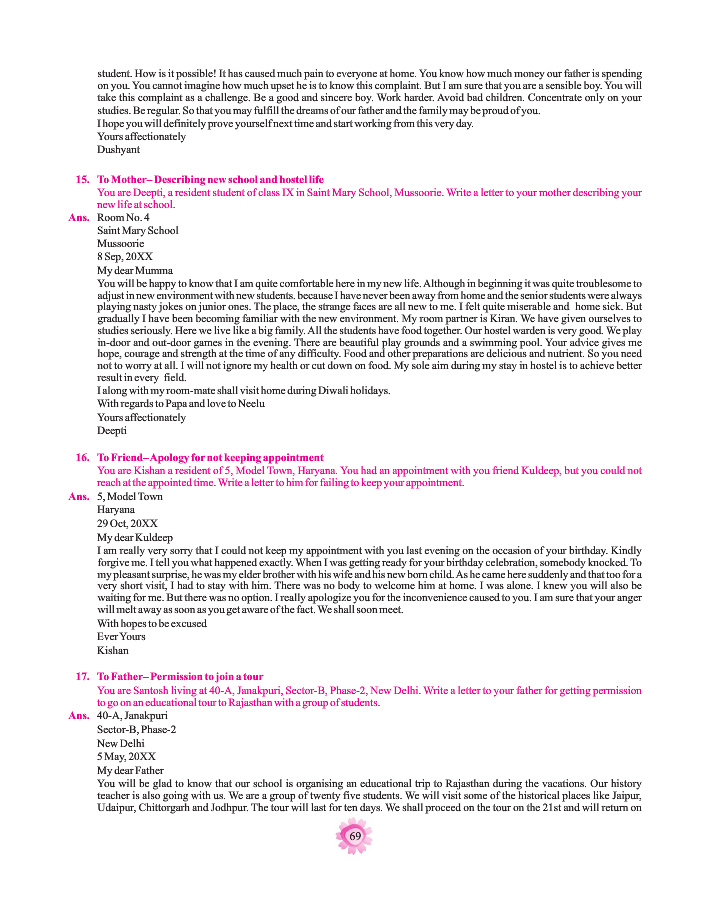 student. How is it possible! It has caused much pain to everyone at home. You know how much money our father is spending
on you. You cannot imagine how much upset he is to know this complaint. But I am sure that you are a sensible boy. You will
take this complaint as a challenge. Be a good and sincere boy. Work harder. Avoid bad children. Concentrate only on your
studies. Be regular. So that you may fulfill the dreams of our father and the family may be proud of you.
I hope you will definitely prove yourself next time and start working from this very day.
Yours affectionately
Dushyant
15. To Mother– Describing new school and hostel life
You are Deepti, a resident student of class IX in Saint Mary School, Mussoorie. Write a letter to your mother describing your
new life at school.
Ans. Room No. 4
Saint Mary School
Mussoorie
8 Sep, 20XX
My dear Mumma
You will be happy to know that I am quite comfortable here in my new life. Although in beginning it was quite troublesome to
adjust in new environment with new students. because I have never been away from home and the senior students were always
playing nasty jokes on junior ones. The place, the strange faces are all new to me. I felt quite miserable and home sick. But
gradually I have been becoming familiar with the new environment. My room partner is Kiran. We have given ourselves to
studies seriously. Here we live like a big family. All the students have food together. Our hostel warden is very good. We play
in-door and out-door games in the evening. There are beautiful play grounds and a swimming pool. Your advice gives me
hope, courage and strength at the time of any difficulty. Food and other preparations are delicious and nutrient. So you need
not to worry at all. I will not ignore my health or cut down on food. My sole aim during my stay in hostel is to achieve better
result in every field.
I along with my room-mate shall visit home during Diwali holidays.
With regards to Papa and love to Neelu
Yours affectionately
Deepti
16. To Friend– Apology for not keeping appointment
You are Kishan a resident of 5, Model Town, Haryana. You had an appointment with you friend Kuldeep, but you could not
reach at the appointed time. Write a letter to him for failing to keep your appointment.
Ans. 5, Model Town
Haryana
29 Oct, 20XX
My dear Kuldeep
I am really very sorry that I could not keep my appointment with you last evening on the occasion of your birthday. Kindly
forgive me. I tell you what happened exactly. When I was getting ready for your birthday celebration, somebody knocked. To
my pleasant surprise, he was my elder brother with his wife and his new born child. As he came here suddenly and that too for a
very short visit, I had to stay with him. There was no body to welcome him at home. I was alone. I knew you will also be
waiting for me. But there was no option. I really apologize you for the inconvenience caused to you. I am sure that your anger
will melt away as soon as you get aware of the fact. We shall soon meet.
With hopes to be excused
Ever Yours
Kishan
17. To Father– Permission to join a tour
You are Santosh living at 40-A, Janakpuri, Sector-B, Phase-2, New Delhi. Write a letter to your father for getting permission
to go on an educational tour to Rajasthan with a group of students.
Ans. 40-A, Janakpuri
Sector-B, Phase-2
New Delhi
5 May, 20XX
My dear Father
You will be glad to know that our school is organising an educational trip to Rajasthan during the vacations. Our history
teacher is also going with us. We are a group of twenty five students. We will visit some of the historical places like Jaipur,
Udaipur, Chittorgarh and Jodhpur. The tour will last for ten days. We shall proceed on the tour on the 21st and will return on
69